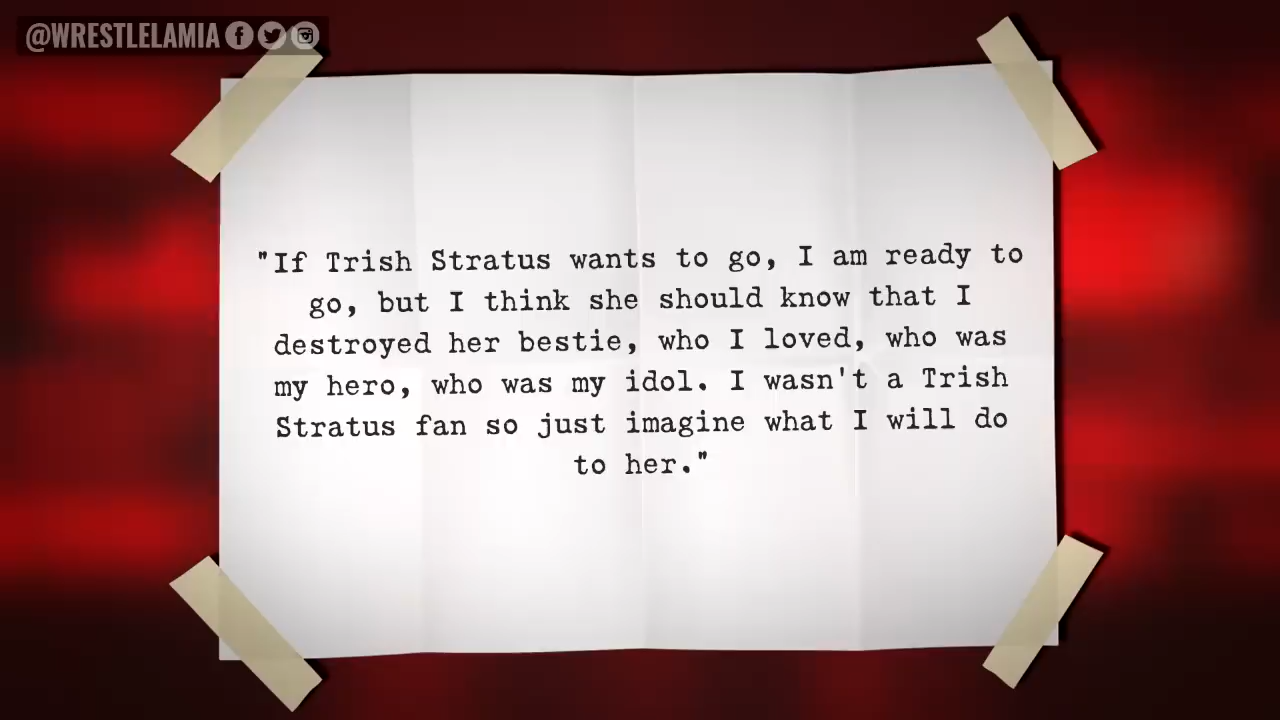 @WRESTLELAMIA
"If Trish Stratus wants to go, I am ready to
go, but I think she should know that I
destroyed her bestie, who I loved, who was
my hero, who was my idol. I wasn't a Trish
Stratus fan so just imagine what I will do
to her."